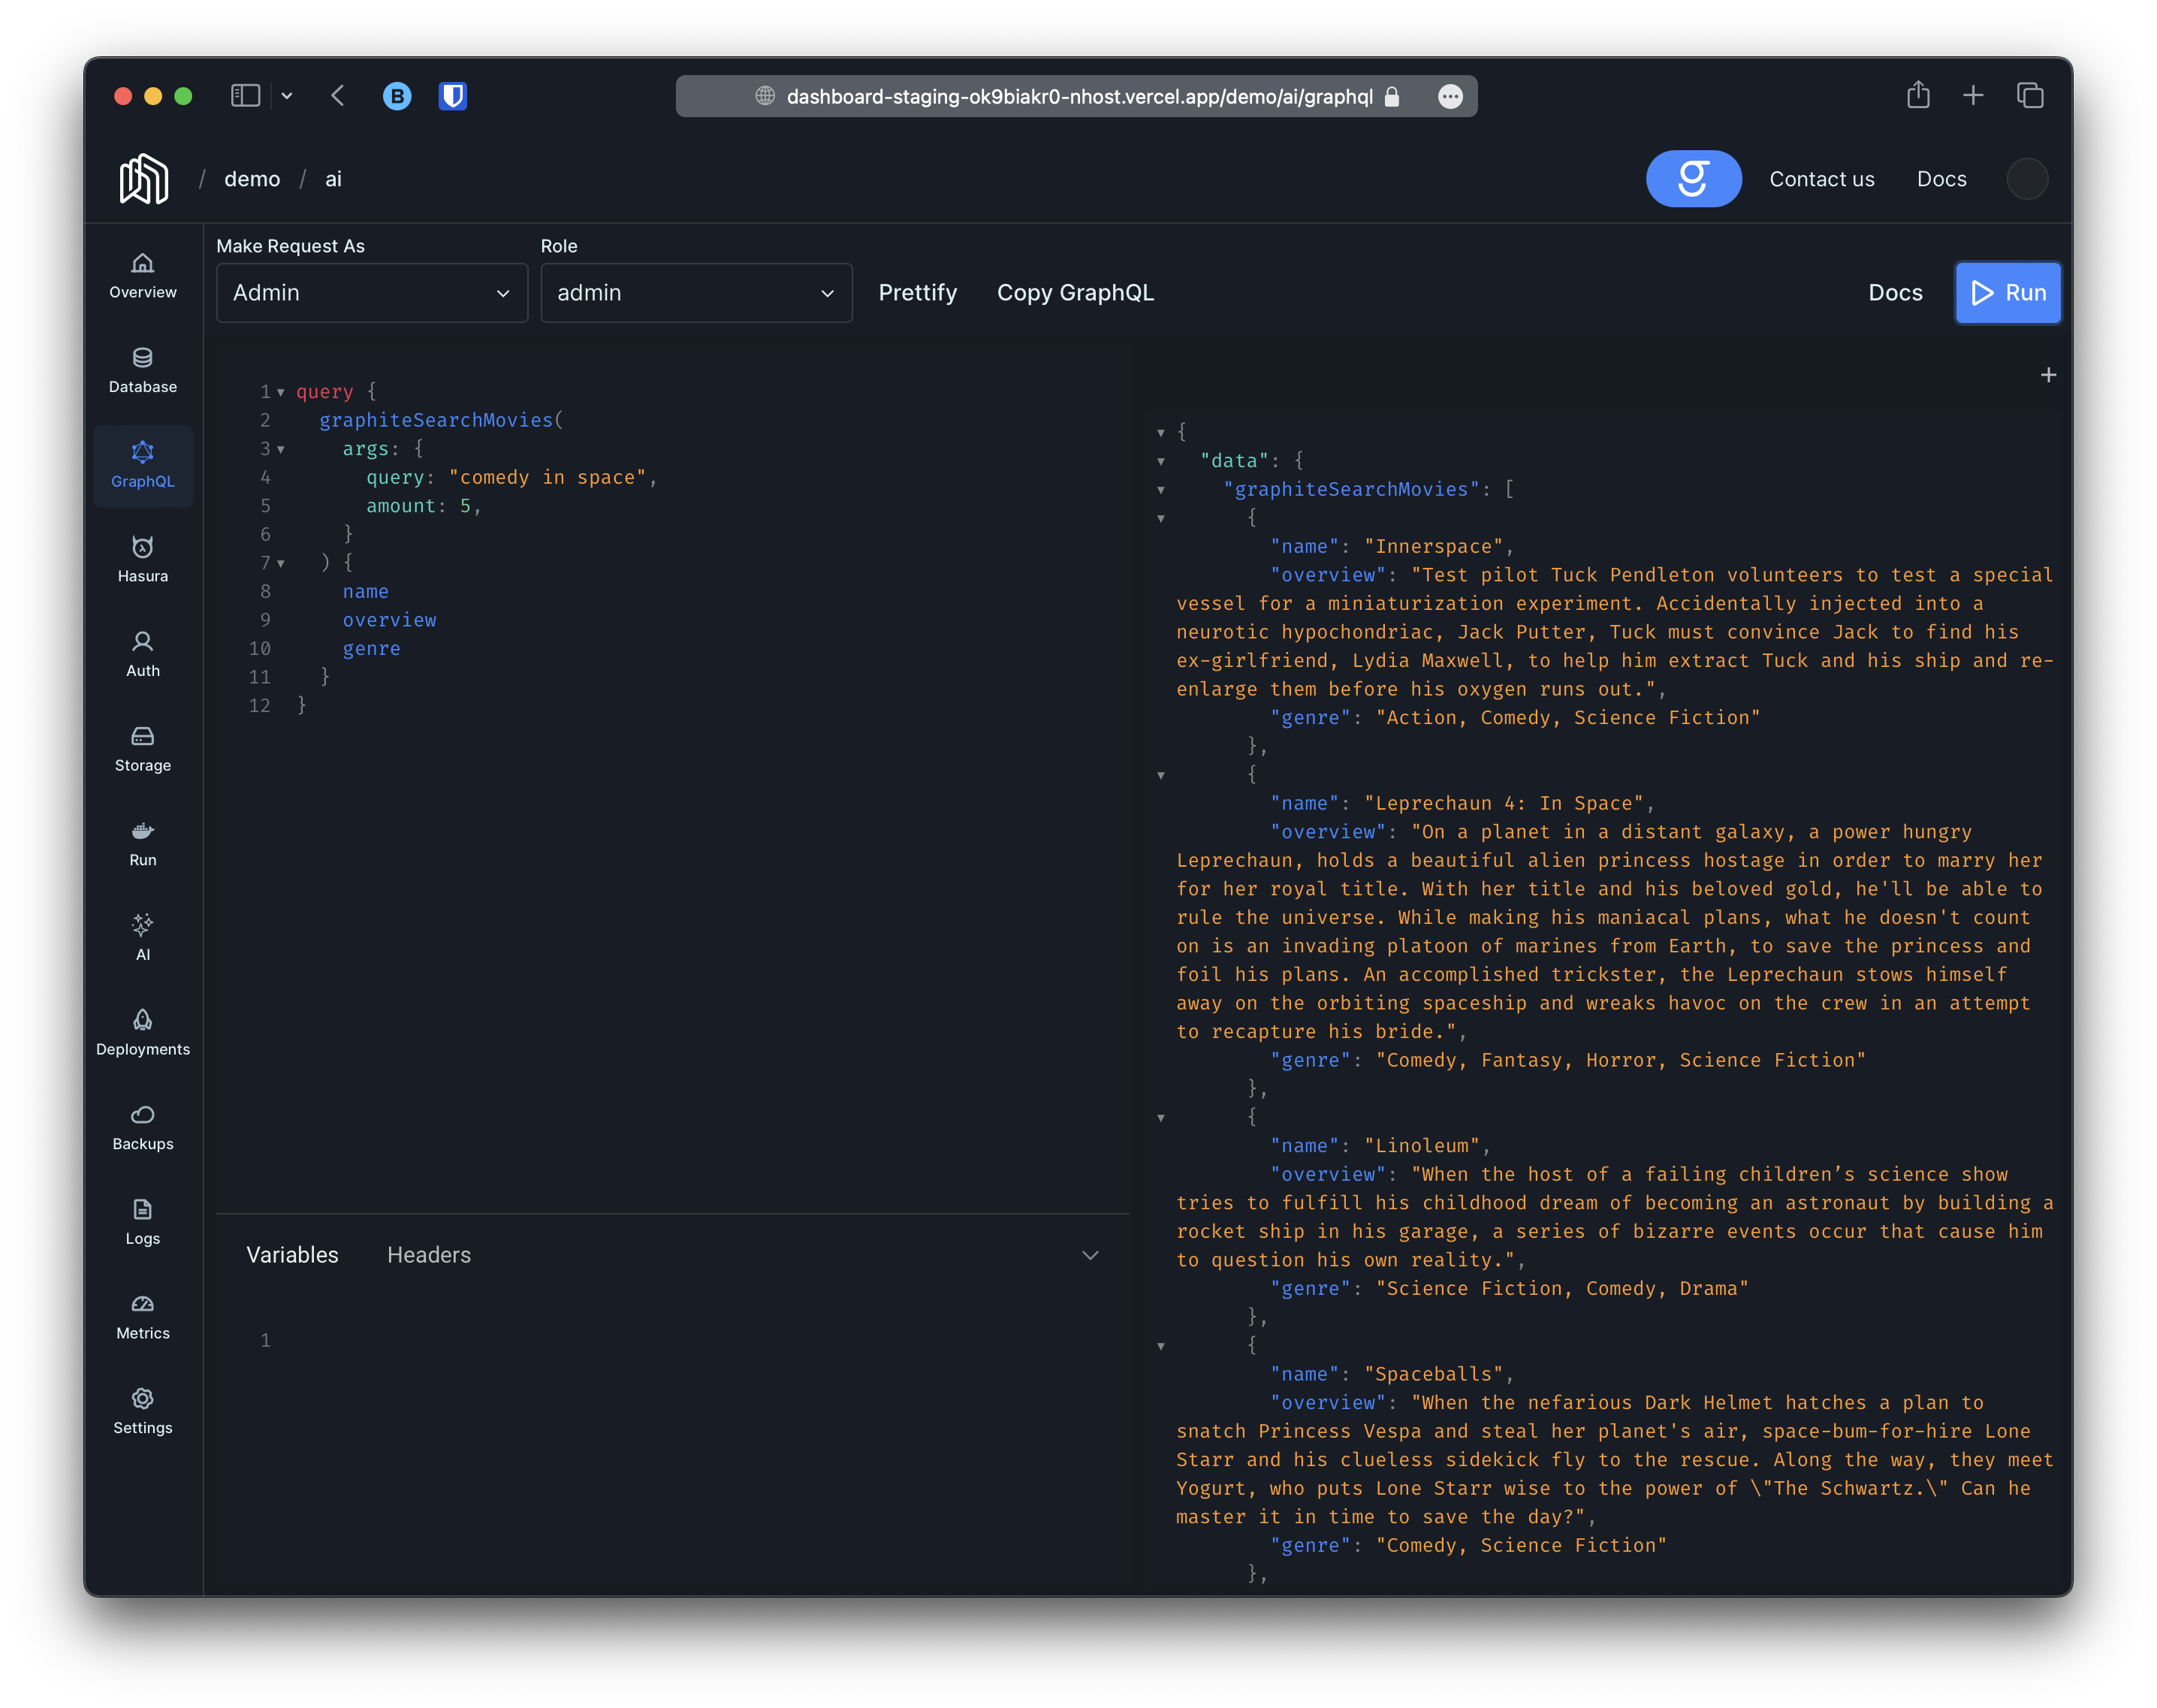 B
dashboard-staging-ok9biakr0-nhost.vercel.app/demo/ai/graphql
/ demo / ai
g
Contact us
Docs
Overview
Database
GraphQL
Hasura
Auth
Storage
Run
AI
Deployments
Backups
Logs
Metrics
Settings
Make Request As
Role
Admin
admin
Prettify
Copy GraphQL
Docs
Run
1 query {
2 graphiteSearchMovies(
3 args: {
4 query: "comedy in space",
5 amount: 5,
6 }
7 ) {
8 name
9 overview
10 genre
11 }
12 }
Variables
Headers
1
{
"data": {
"graphiteSearchMovies": [
{
"name": "Innerspace",
"overview": "Test pilot Tuck Pendleton volunteers to test a special
vessel for a miniaturization experiment. Accidentally injected into a
neurotic hypochondriac, Jack Putter, Tuck must convince Jack to find his
ex-girlfriend, Lydia Maxwell, to help him extract Tuck and his ship and re-
enlarge them before his oxygen runs out.",
"genre": "Action, Comedy, Science Fiction"
},
{
"name": "Leprechaun 4: In Space",
"overview": "On a planet in a distant galaxy, a power hungry
Leprechaun, holds a beautiful alien princess hostage in order to marry her
for her royal title. With her title and his beloved gold, he'll be able to
rule the universe. While making his maniacal plans, what he doesn't count
on is an invading platoon of marines from Earth, to save the princess and
foil his plans. An accomplished trickster, the Leprechaun stows himself
away on the orbiting spaceship and wreaks havoc on the crew in an attempt
to recapture his bride.",
"genre": "Comedy, Fantasy, Horror, Science Fiction"
},
{
"name": "Linoleum",
"overview": "When the host of a failing children’s science show
tries to fulfill his childhood dream of becoming an astronaut by building a
rocket ship in his garage, a series of bizarre events occur that cause him
to question his own reality.",
"genre": "Science Fiction, Comedy, Drama"
},
{
"name": "Spaceballs",
"overview": "When the nefarious Dark Helmet hatches a plan to
snatch Princess Vespa and steal her planet's air, space-bum-for-hire Lone
Starr and his clueless sidekick fly to the rescue. Along the way, they meet
Yogurt, who puts Lone Starr wise to the power of \"The Schwartz.\" Can he
master it in time to save the day?",
"genre": "Comedy, Science Fiction"
},